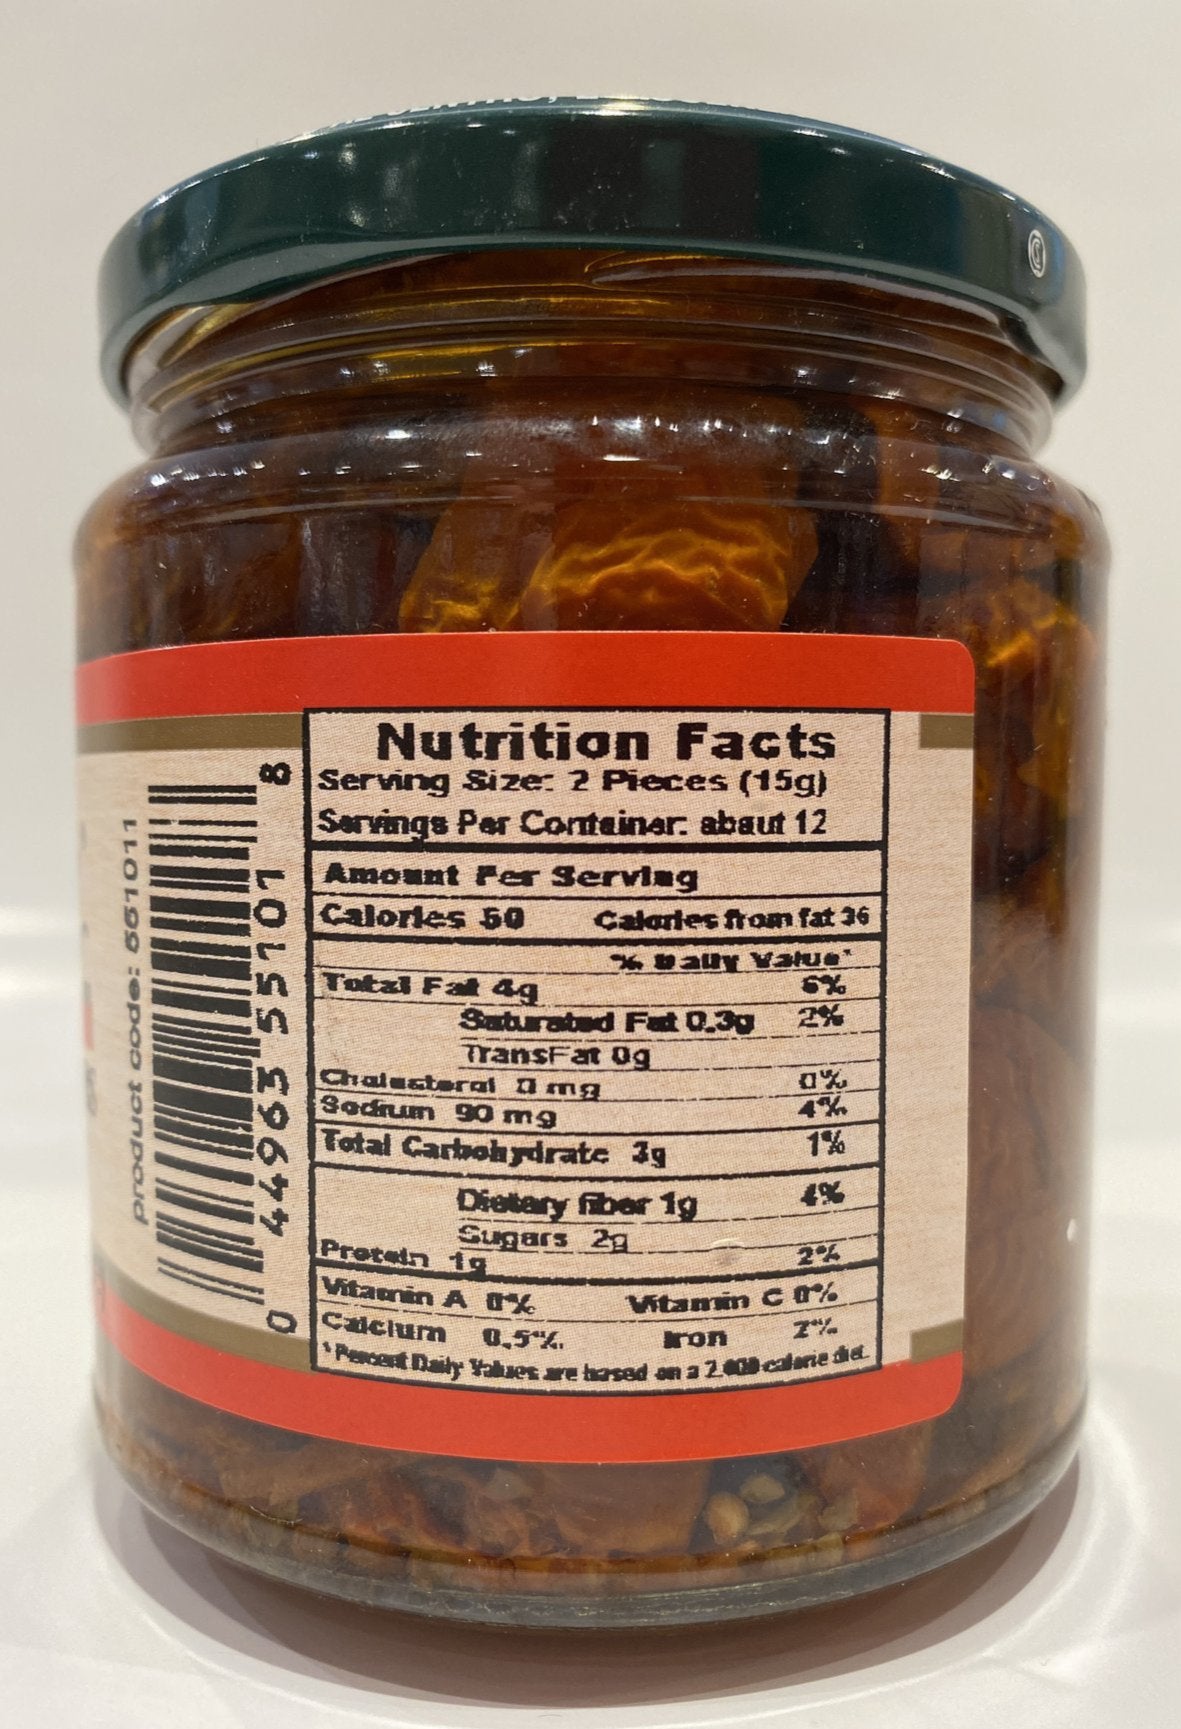 Nutrition Facts
Serving Size: 2 Pieces (15g)
Servings Per Container: about 12
Amount Per Serving
Calories 50 Calories from fat 36
% Daily Value*
Total Fat 4g 6%
Saturated Fat 0.3g 2%
TransFat 0g
Cholesterol 0 mg 0%
Sodium 90 mg 4%
Total Carbohydrate 3g 1%
Dietary fiber 1g 4%
Sugars 2g
Protein 1g 2%
Vitamin A 0% Vitamin C 0%
Calcium 0,5% Iron 2%
* Percent Daily Values are based on a 2.000 calorie diet.
product code: 551011
0 44963 55101 8